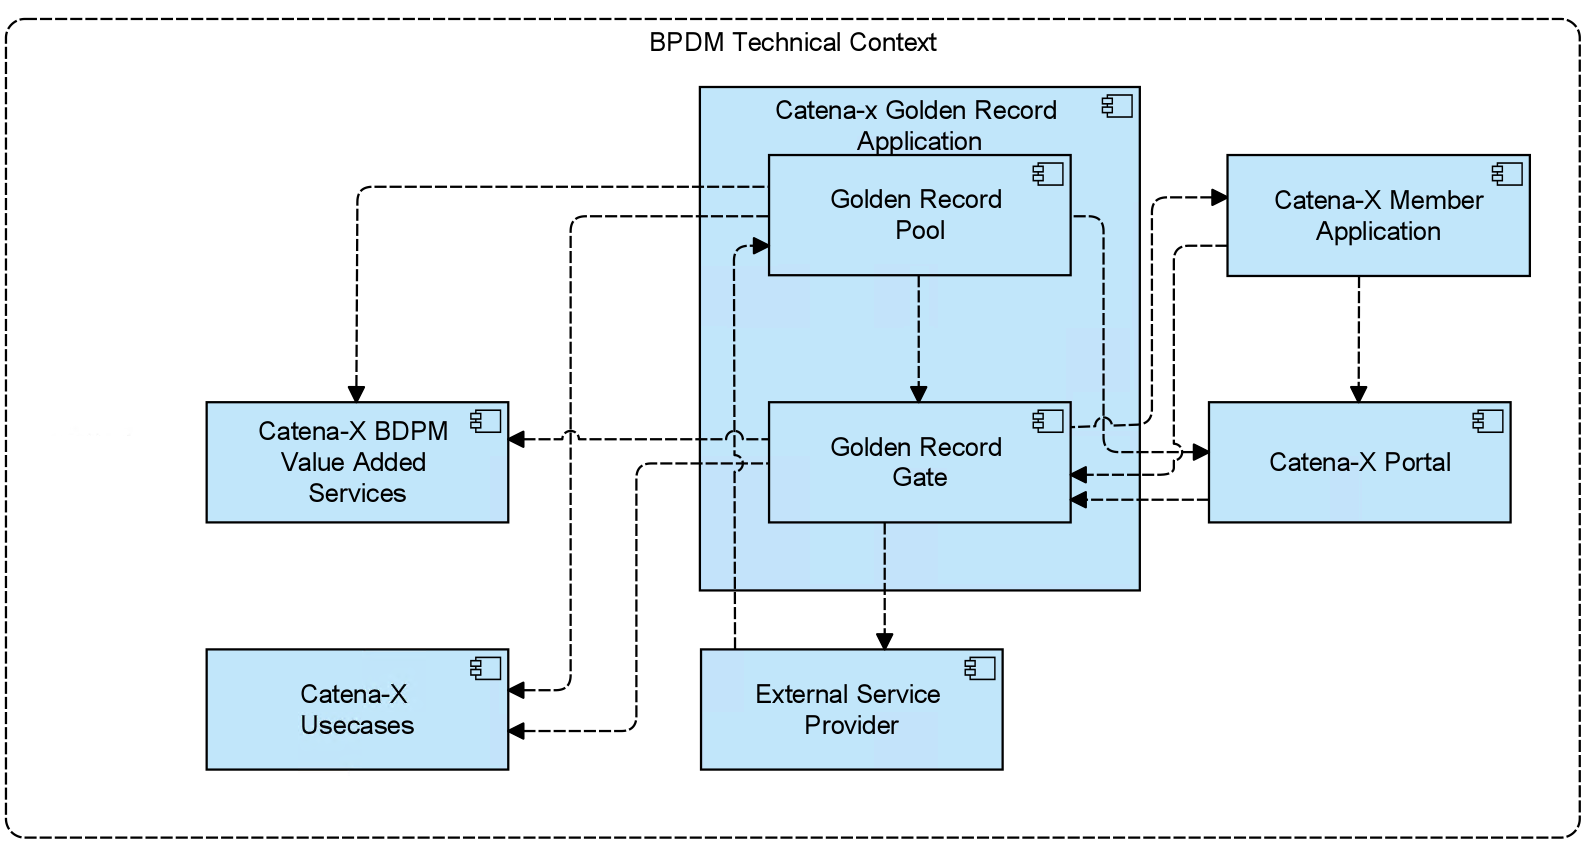 BPDM Technical Context
Catena-x Golden Record
Application
Golden Record
Pool
Catena-X Member
Application
Catena-X BDPM
Value Added
Services
Golden Record
Gate
Catena-X Portal
Catena-X
Usecases
External Service
Provider